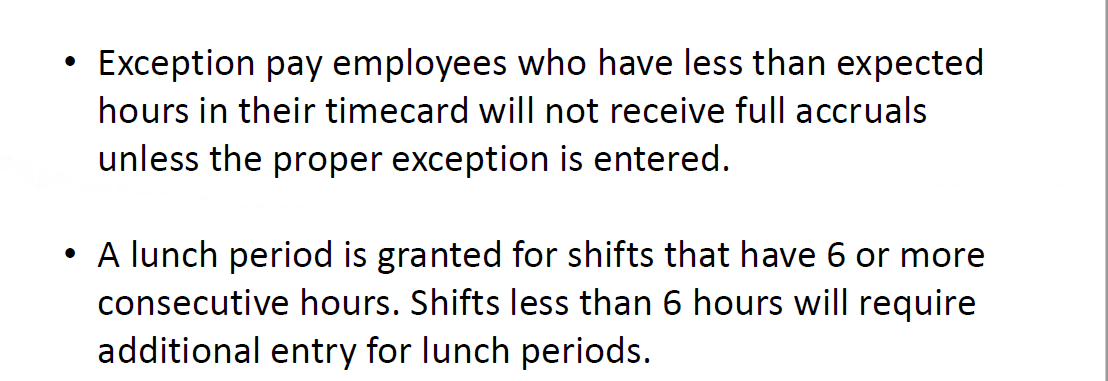 • Exception pay employees who have less than expected
hours in their timecard will not receive full accruals
unless the proper exception is entered.
• A lunch period is granted for shifts that have 6 or more
consecutive hours. Shifts less than 6 hours will require
additional entry for lunch periods.